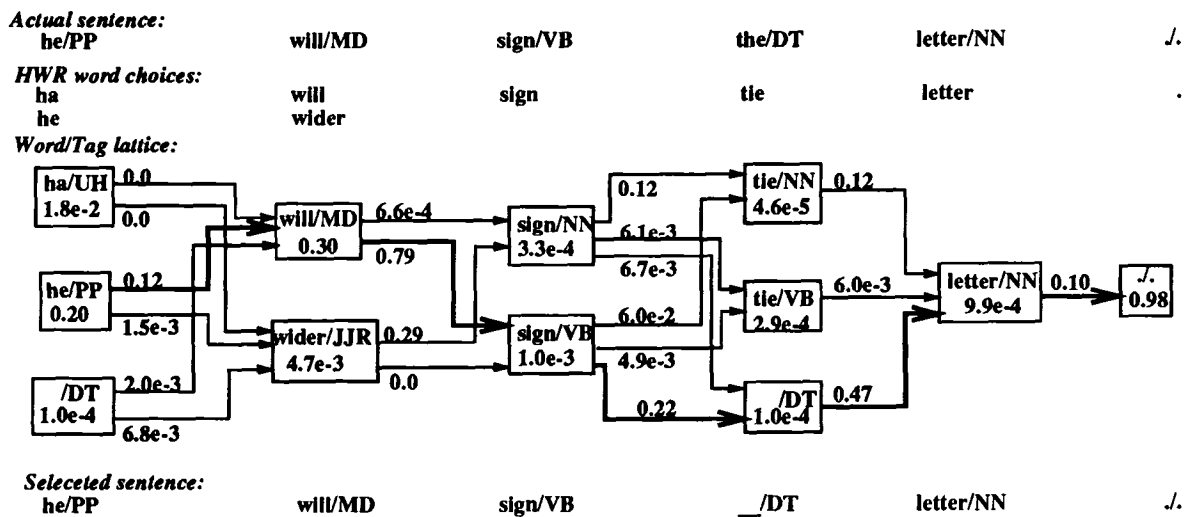 Actual sentence:
he/PP will/MD sign/VB the/DT letter/NN ./.
HWR word choices:
ha will sign tie letter .
he wider
Word/Tag lattice:
ha/UH 0.0 tie/NN 0.12
1.8e-2 0.0 0.12 4.6e-5
will/MD 6.6e-4 sign/NN 6.1e-3
0.30 0.79 3.3e-4 6.7e-3
he/PP 0.12 tie/VB 6.0e-3 letter/NN 0.10 ./.
0.20 1.5e-3 2.9e-4 9.9e-4 0.98
wider/JJR 0.29 sign/VB 6.0e-2
4.7e-3 0.0 1.0e-3 4.9e-3
/DT 2.0e-3 0.22 /DT 0.47
1.0e-4 6.8e-3 1.0e-4
Seleceted sentence:
he/PP will/MD sign/VB __/DT letter/NN ./.